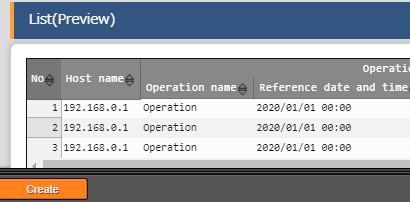 List(Preview)
No Host name Operatio
Operation name Reference date and time
1 192.168.0.1 Operation 2020/01/01 00:00
2 192.168.0.1 Operation 2020/01/01 00:00
3 192.168.0.1 Operation 2020/01/01 00:00
Create